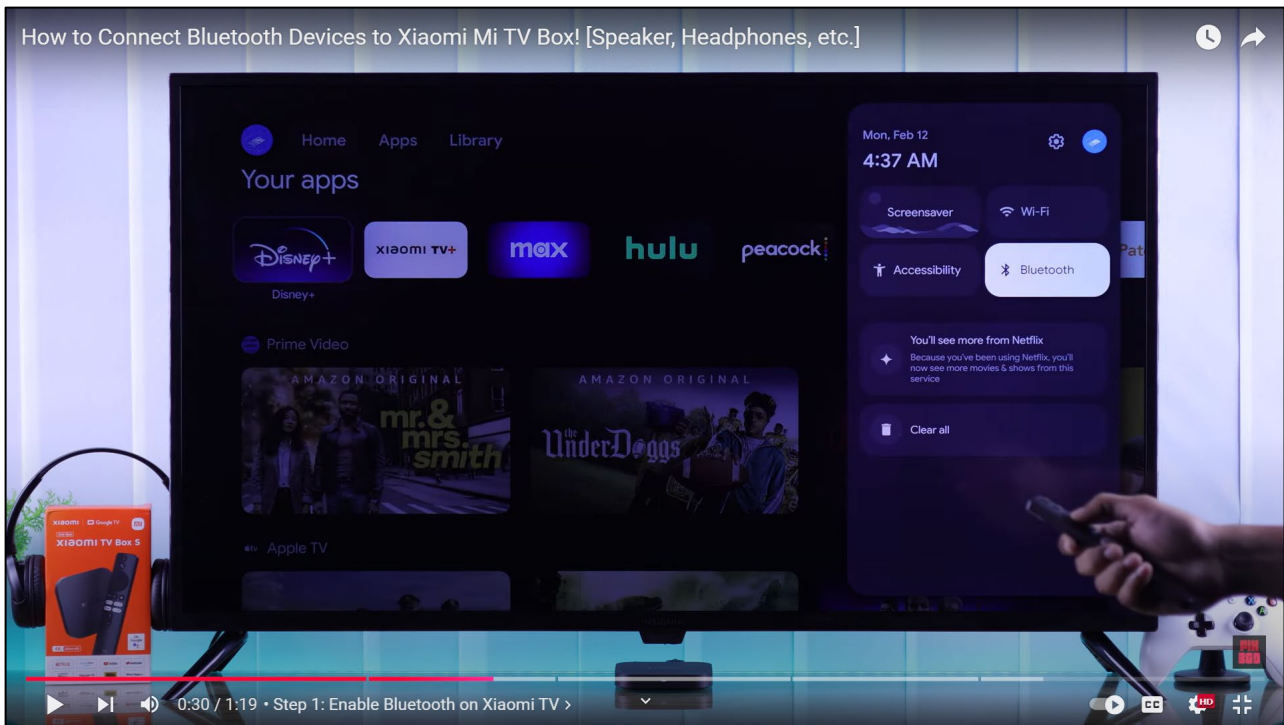 How to Connect Bluetooth Devices to Xiaomi Mi TV Box! [Speaker, Headphones, etc.]
Home Apps Library
Your apps
Disney+
xiaomi TV+
max
hulu
peacock
Disney+
Prime Video
AMAZON ORIGINAL
mr.&
mrs.
smith
AMAZON ORIGINAL
the
UnderDoggs
tv Apple TV
Mon, Feb 12
4:37 AM
Screensaver
Wi-Fi
Accessibility
Bluetooth
Pat
You'll see more from Netflix
Because you've been using Netflix, you'll
now see more movies & shows from this
service
Clear all
xiaomi Google TV
xiaomi TV Box S
0:30 / 1:19 • Step 1: Enable Bluetooth on Xiaomi TV >
CC
HD